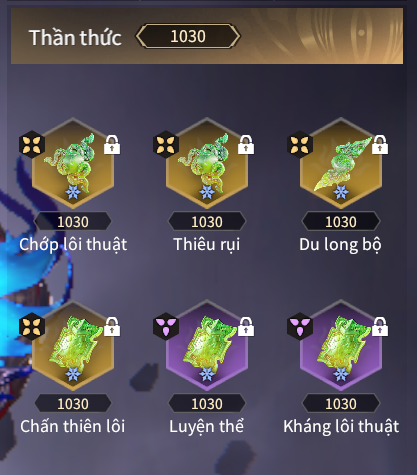 Thần thức 1030
1030 1030 1030
Chớp lôi thuật Thiêu rụi Du long bộ
1030 1030 1030
Chấn thiên lôi Luyện thể Kháng lôi thuật